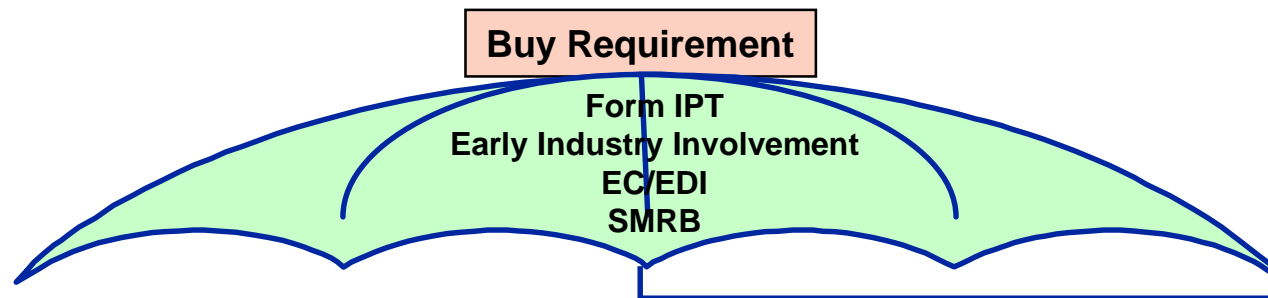 Buy Requirement
Form IPT
Early Industry Involvement
EC/EDI
SMRB